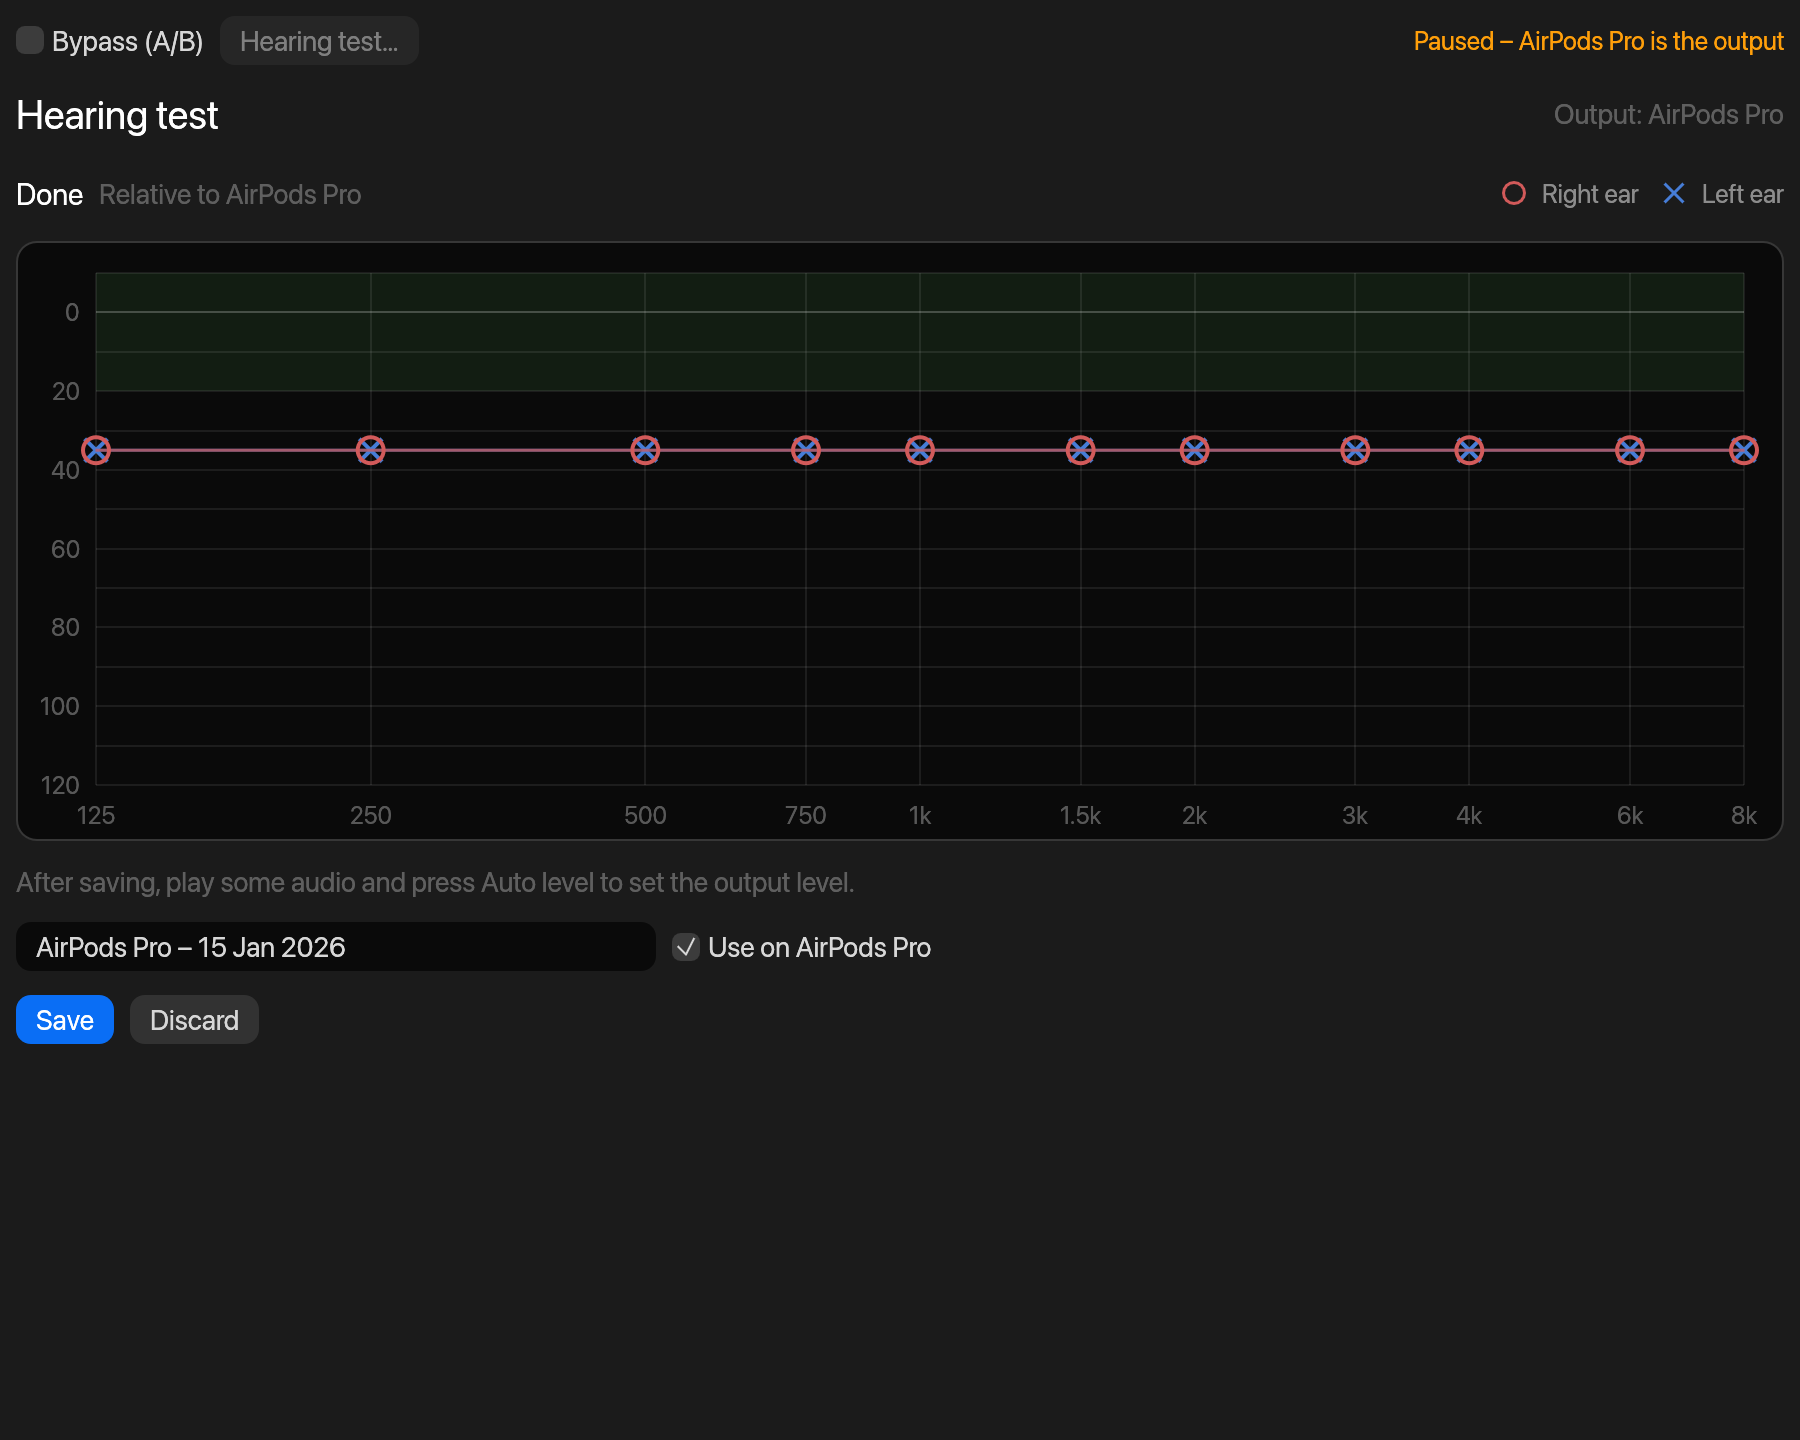 Bypass (A/B) Hearing test... Paused – AirPods Pro is the output
Hearing test Output: AirPods Pro
Done Relative to AirPods Pro Right ear Left ear
0
20
40
60
80
100
120
125 250 500 750 1k 1.5k 2k 3k 4k 6k 8k
After saving, play some audio and press Auto level to set the output level.
AirPods Pro – 15 Jan 2026 Use on AirPods Pro
Save Discard